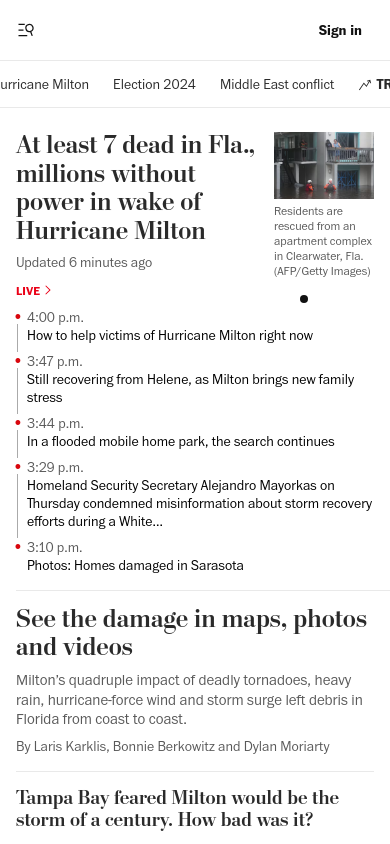 Sign in
urricane Milton Election 2024 Middle East conflict TR
At least 7 dead in Fla.,
millions without
power in wake of
Hurricane Milton
Updated 6 minutes ago
Residents are
rescued from an
apartment complex
in Clearwater, Fla.
(AFP/Getty Images)
LIVE
4:00 p.m.
How to help victims of Hurricane Milton right now
3:47 p.m.
Still recovering from Helene, as Milton brings new family
stress
3:44 p.m.
In a flooded mobile home park, the search continues
3:29 p.m.
Homeland Security Secretary Alejandro Mayorkas on
Thursday condemned misinformation about storm recovery
efforts during a White...
3:10 p.m.
Photos: Homes damaged in Sarasota
See the damage in maps, photos
and videos
Milton’s quadruple impact of deadly tornadoes, heavy
rain, hurricane-force wind and storm surge left debris in
Florida from coast to coast.
By Laris Karklis, Bonnie Berkowitz and Dylan Moriarty
Tampa Bay feared Milton would be the
storm of a century. How bad was it?